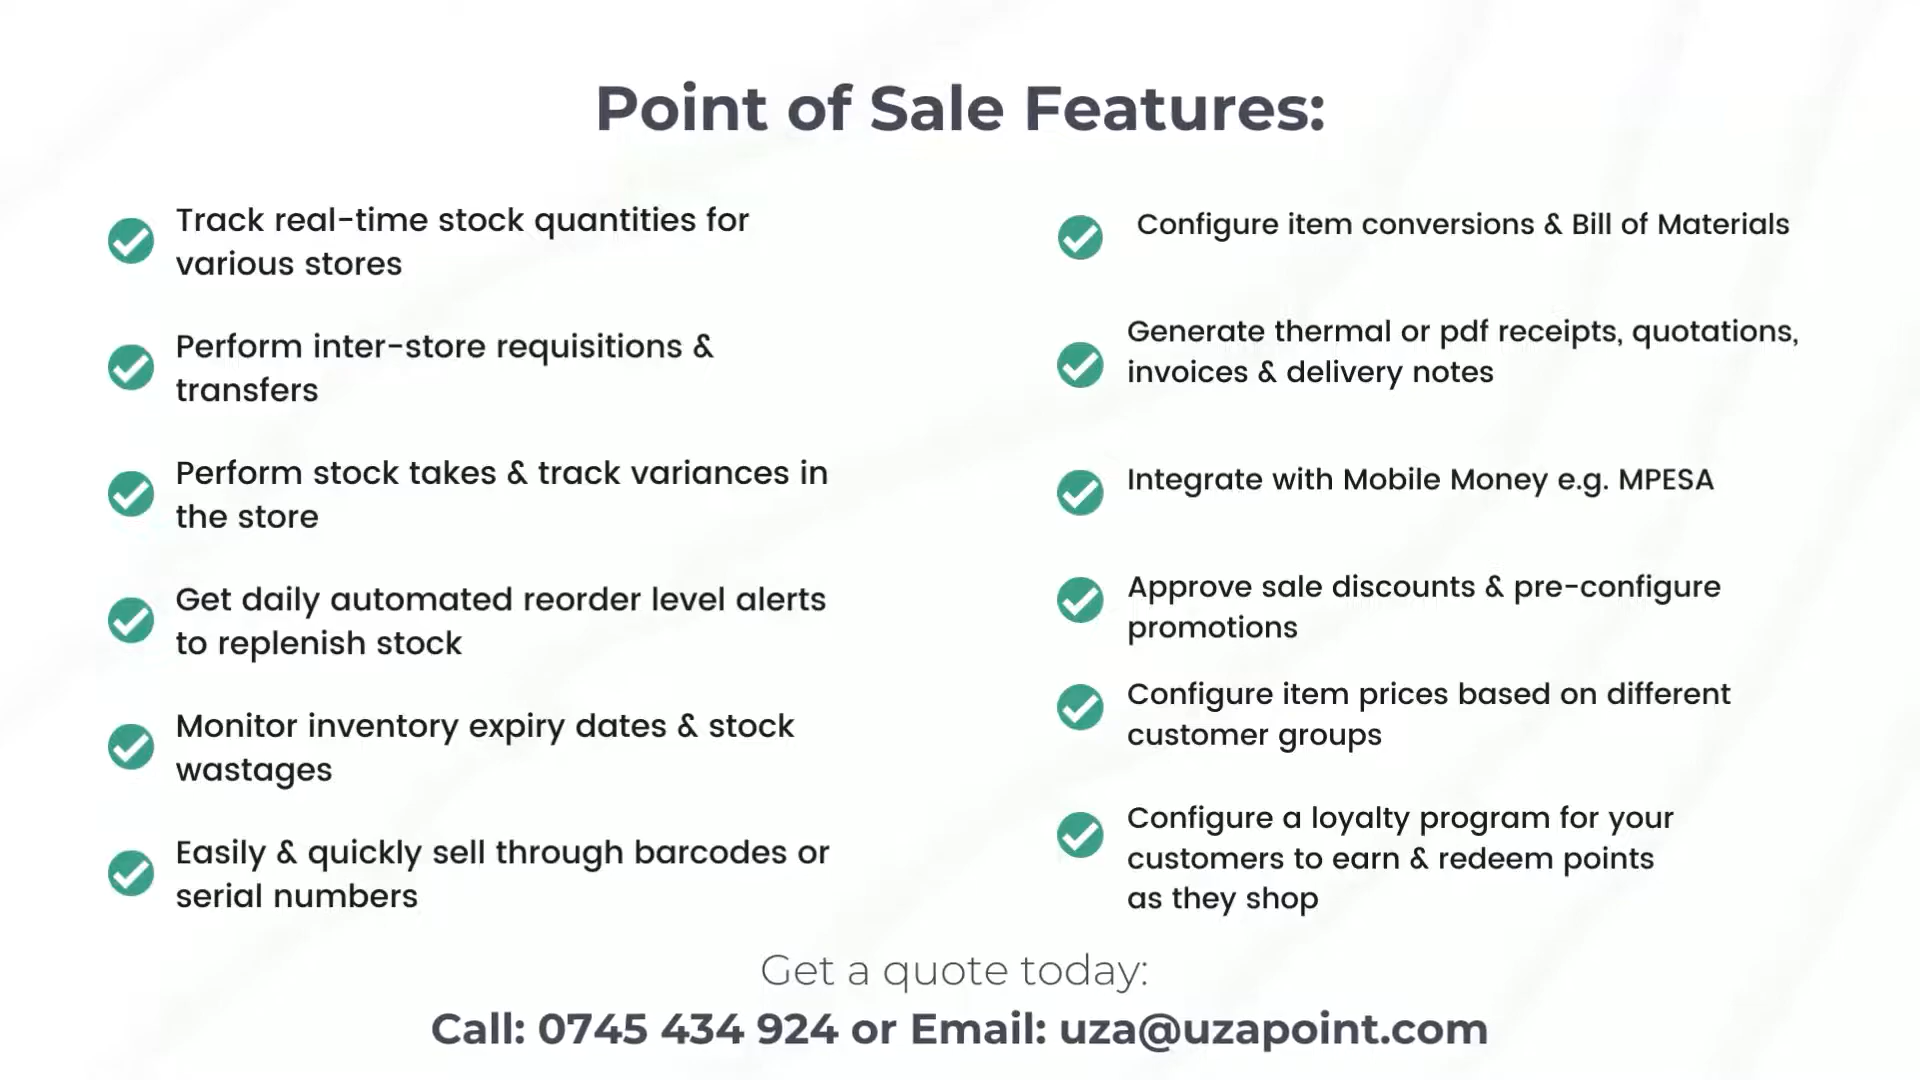 Point of Sale Features:
Track real-time stock quantities for
various stores
Perform inter-store requisitions &
transfers
Perform stock takes & track variances in
the store
Get daily automated reorder level alerts
to replenish stock
Monitor inventory expiry dates & stock
wastages
Easily & quickly sell through barcodes or
serial numbers
Configure item conversions & Bill of Materials
Generate thermal or pdf receipts, quotations,
invoices & delivery notes
Integrate with Mobile Money e.g. MPESA
Approve sale discounts & pre-configure
promotions
Configure item prices based on different
customer groups
Configure a loyalty program for your
customers to earn & redeem points
as they shop
Get a quote today:
Call: 0745 434 924 or Email: uza@uzapoint.com